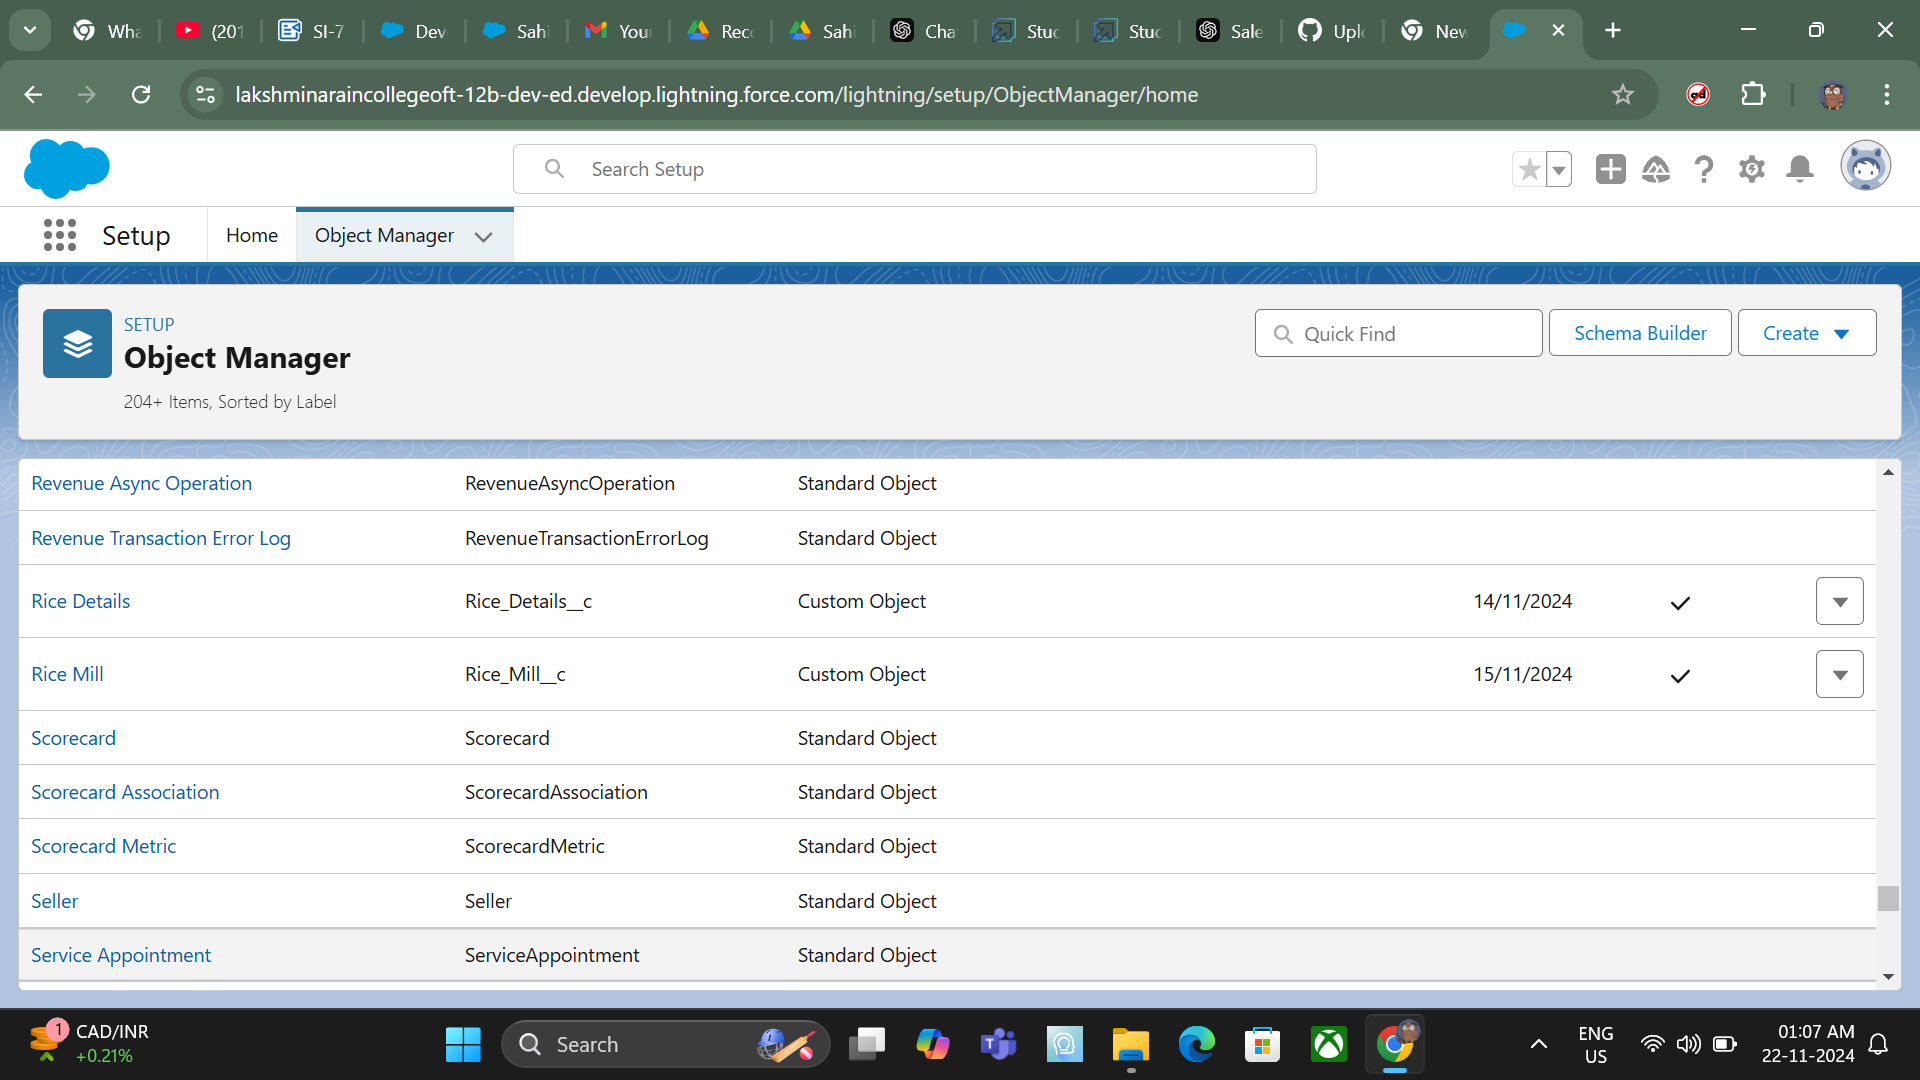 Wha
(201
SI-7
Dev
Sahi
You
Rec
Sahi
Cha
Stuc
Stuc
Sale
Uplo
New
lakshminaraincollegeoft-12b-dev-ed.develop.lightning.force.com/lightning/setup/ObjectManager/home
Search Setup
Setup
Home
Object Manager
SETUP
Object Manager
204+ Items, Sorted by Label
Quick Find
Schema Builder
Create
Revenue Async Operation RevenueAsyncOperation Standard Object
Revenue Transaction Error Log RevenueTransactionErrorLog Standard Object
Rice Details Rice_Details__c Custom Object 14/11/2024
Rice Mill Rice_Mill__c Custom Object 15/11/2024
Scorecard Scorecard Standard Object
Scorecard Association ScorecardAssociation Standard Object
Scorecard Metric ScorecardMetric Standard Object
Seller Seller Standard Object
Service Appointment ServiceAppointment Standard Object
1
CAD/INR
+0.21%
Search
ENG
US
01:07 AM
22-11-2024